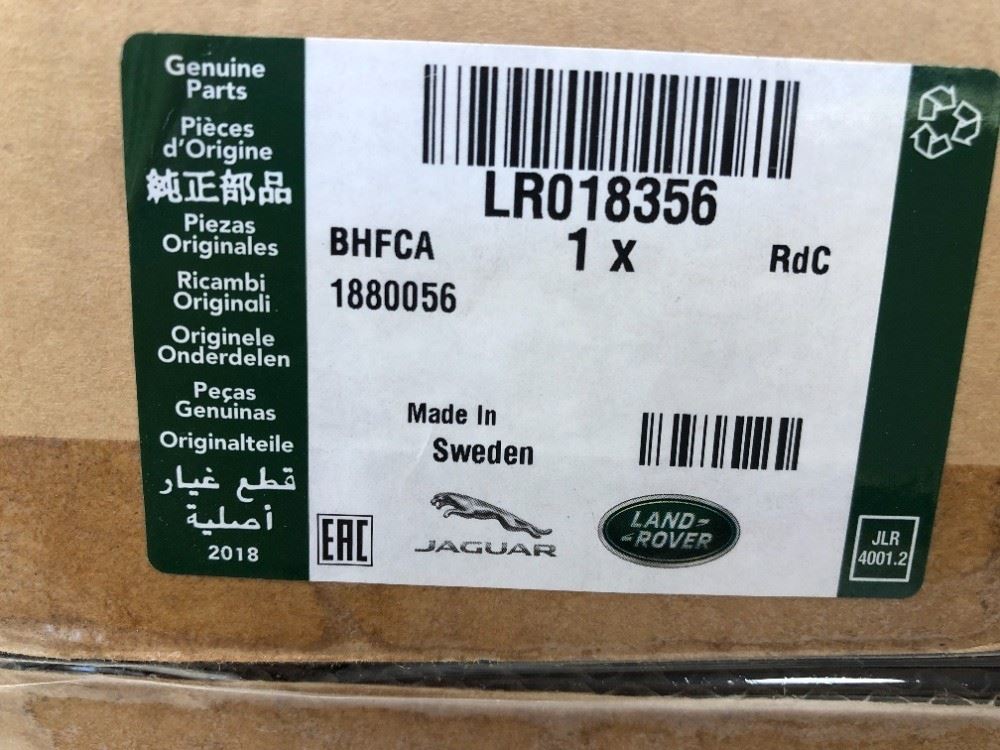 Genuine
Parts
Pièces
d'Origine
純正部品
Piezas
Originales
Ricambi
Originali
Originele
Onderdelen
Peças
Genuinas
Originalteile
قطع غيار
أصلية
2018
LR018356
BHFCA
1 x
RdC
1880056
Made In
Sweden
EAC
JAGUAR
LAND-
-ROVER
JLR
4001.2